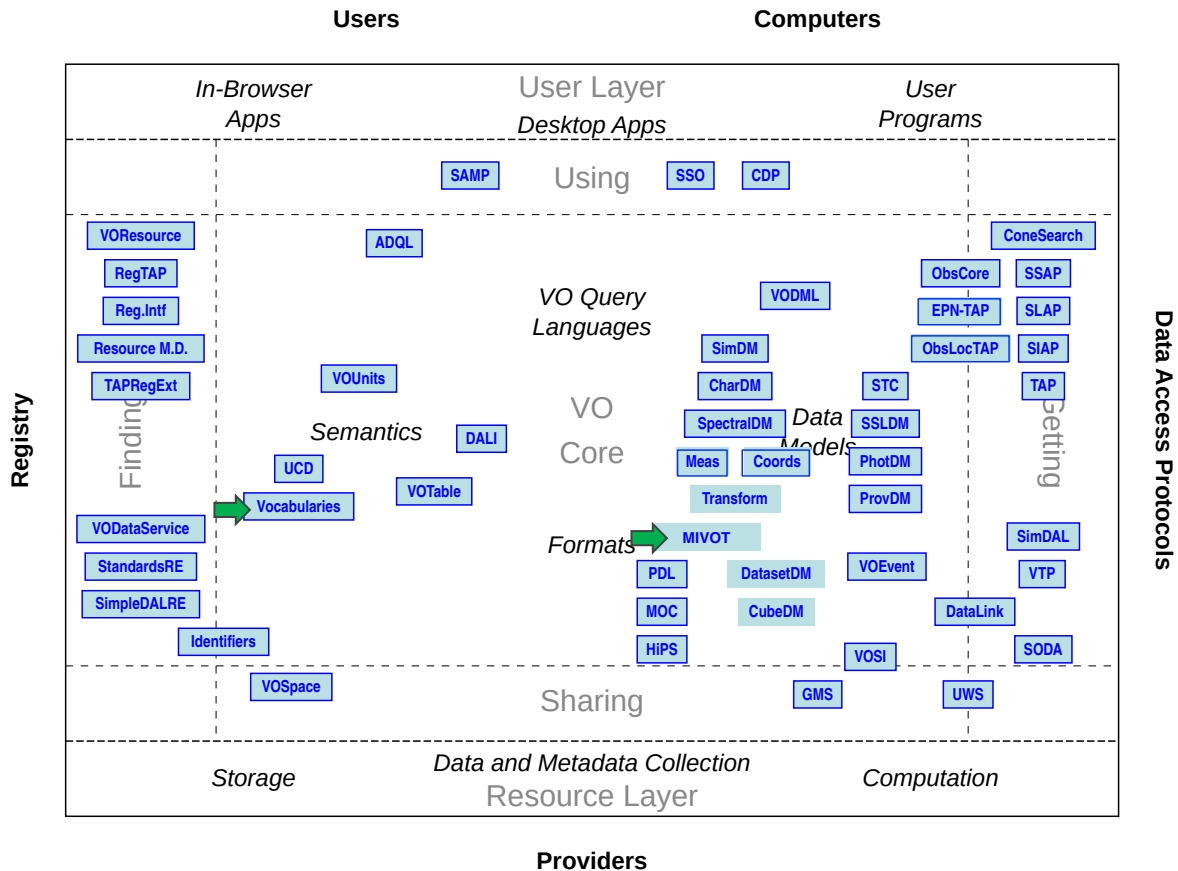 Users
Computers
In-Browser
Apps
User Layer
Desktop Apps
User
Programs
SAMP
Using
SSO
CDP
VOResource
ADQL
ConeSearch
RegTAP
ObsCore
SSAP
VO Query
Languages
VODML
Reg.Intf
EPN-TAP
SLAP
Resource M.D.
SimDM
ObsLocTAP
SIAP
TAPRegExt
VOUnits
CharDM
STC
TAP
Registry
Finding
Semantics
DALI
VO
Core
SpectralDM
Data
Models
SSLDM
Getting
Data Access Protocols
UCD
Meas
Coords
PhotDM
Vocabularies
VOTable
Transform
ProvDM
VODataService
Formats
MIVOT
SimDAL
StandardsRE
PDL
DatasetDM
VOEvent
VTP
SimpleDALRE
MOC
CubeDM
DataLink
Identifiers
HiPS
VOSI
SODA
VOSpace
Sharing
GMS
UWS
Storage
Data and Metadata Collection
Computation
Resource Layer
Providers